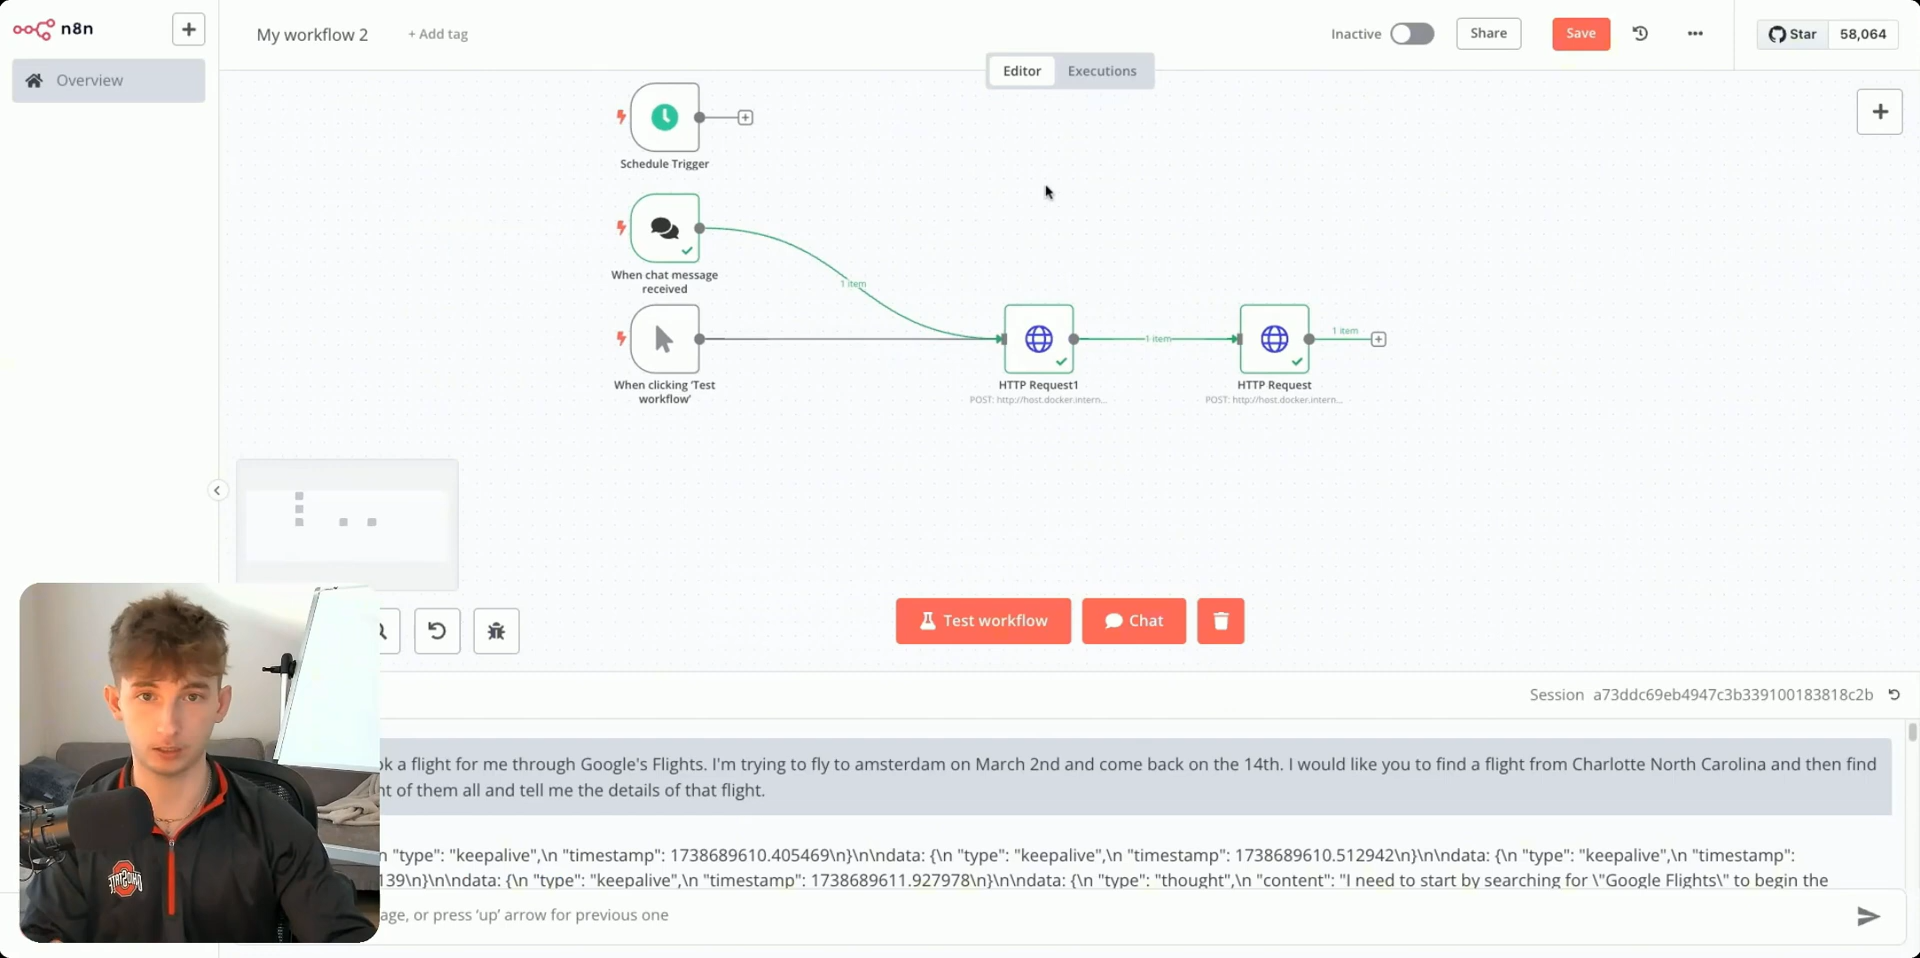 n8n
My workflow 2
+ Add tag
Inactive
Share
Save
Star
58,064
Overview
Editor
Executions
Schedule Trigger
When chat message
received
1 item
When clicking ‘Test
workflow’
1 item
1 item
HTTP Request1
POST: http://host.docker.intern...
HTTP Request
POST: http://host.docker.intern...
Test workflow
Chat
Session a73ddc69eb4947c3b339100183818c2b
a flight for me through Google's Flights. I'm trying to fly to amsterdam on March 2nd and come back on the 14th. I would like you to find a flight from Charlotte North Carolina and then find
of them all and tell me the details of that flight.
"type": "keepalive",\n "timestamp": 1738689610.405469\n}\n\ndata: {\n "type": "keepalive",\n "timestamp": 1738689610.512942\n}\n\ndata: {\n "type": "keepalive",\n "timestamp":
139\n}\n\ndata: {\n "type": "keepalive",\n "timestamp": 1738689611.927978\n}\n\ndata: {\n "type": "thought",\n "content": "I need to start by searching for \"Google Flights\" to begin the
or press ‘up’ arrow for previous one